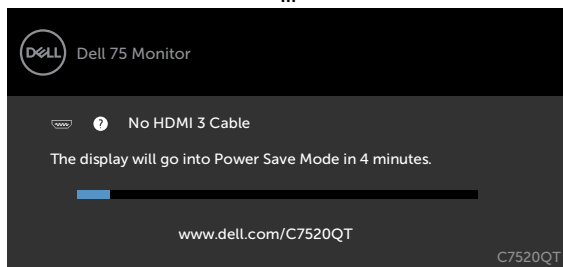 ...
DELL
Dell 75 Monitor
? No HDMI 3 Cable
The display will go into Power Save Mode in 4 minutes.
www.dell.com/C7520QT
C7520QT